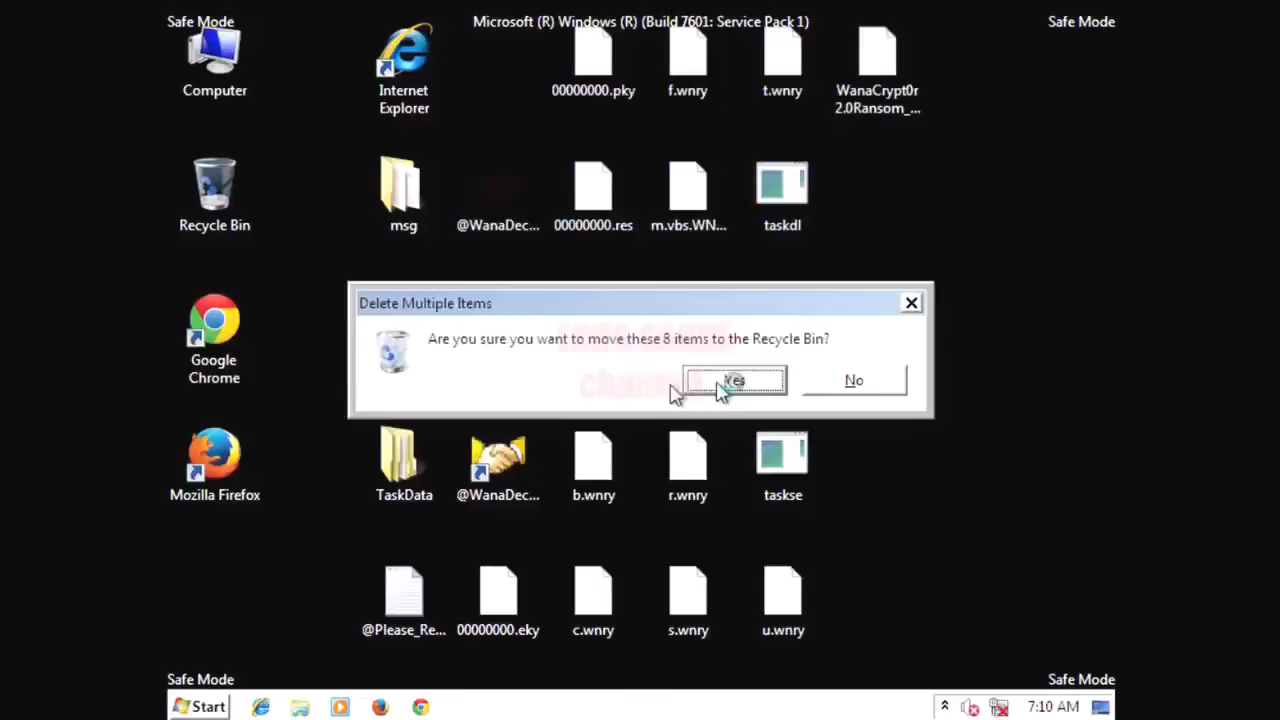 Safe Mode
Microsoft (R) Windows (R) (Build 7601: Service Pack 1)
Safe Mode
Computer
Internet
Explorer
00000000.pky
f.wnry
t.wnry
WanaCrypt0r
2.0Ransom_...
Recycle Bin
msg
@WanaDec...
00000000.res
m.vbs.WN...
taskdl
Delete Multiple Items
Are you sure you want to move these 8 items to the Recycle Bin?
Yes
No
Google
Chrome
Mozilla Firefox
TaskData
@WanaDec...
b.wnry
r.wnry
taskse
@Please_Re...
00000000.eky
c.wnry
s.wnry
u.wnry
Safe Mode
Safe Mode
Start
7:10 AM